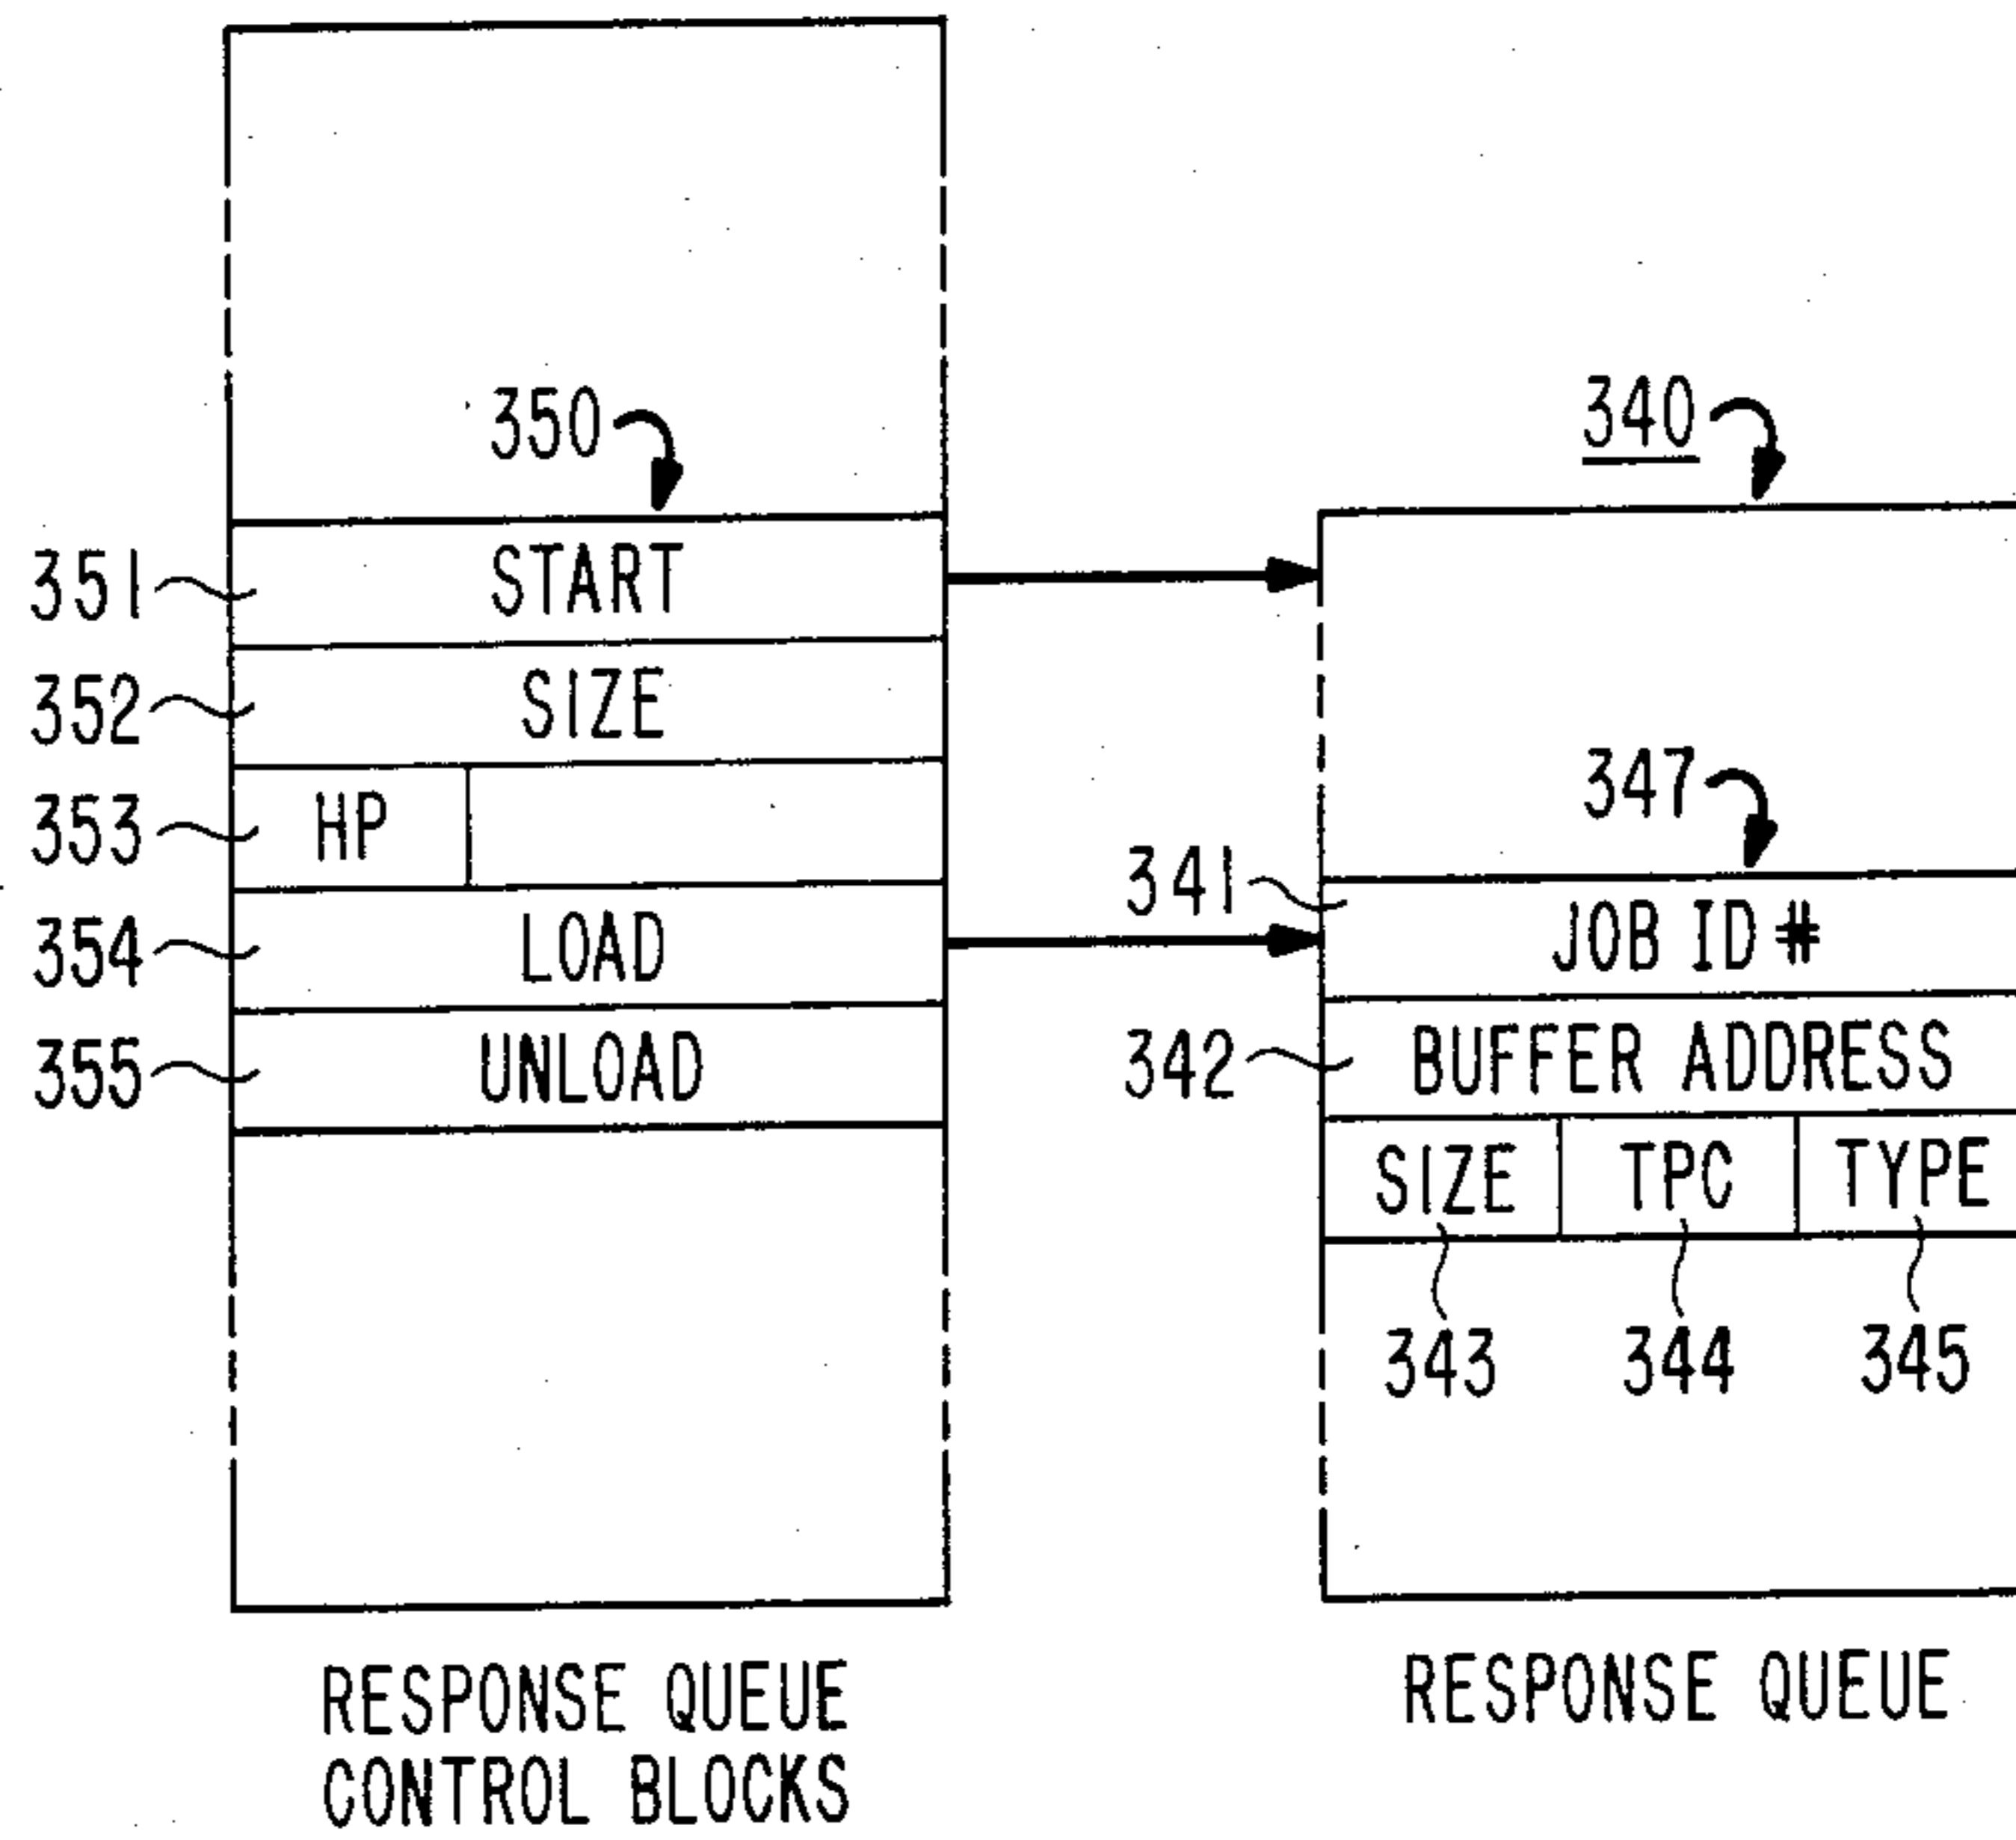 350
351 START
352 SIZE
353 HP
354 LOAD
355 UNLOAD
RESPONSE QUEUE
CONTROL BLOCKS
340
347
341 JOB ID #
342 BUFFER ADDRESS
SIZE TPC TYPE
343 344 345
RESPONSE QUEUE